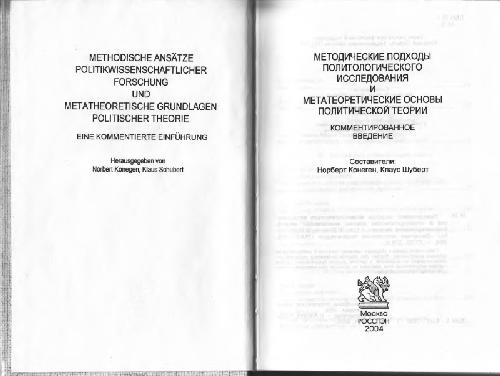 METHODISCHE ANSÄTZE
POLITIKWISSENSCHAFTLICHER
FORSCHUNG
UND
METATHEORETISCHE GRUNDLAGEN
POLITISCHER THEORIE
EINE KOMMENTIERTE EINFÜHRUNG
Herausgegeben von
Norbert Konegen, Klaus Schubert
МЕТОДИЧЕСКИЕ ПОДХОДЫ
ПОЛИТОЛОГИЧЕСКОГО
ИССЛЕДОВАНИЯ
И
МЕТАТЕОРЕТИЧЕСКИЕ ОСНОВЫ
ПОЛИТИЧЕСКОЙ ТЕОРИИ
КОММЕНТИРОВАННОЕ
ВВЕДЕНИЕ
Составители:
Норберт Конеген, Клаус Шуберт
Москва
РОССПЭН
2004